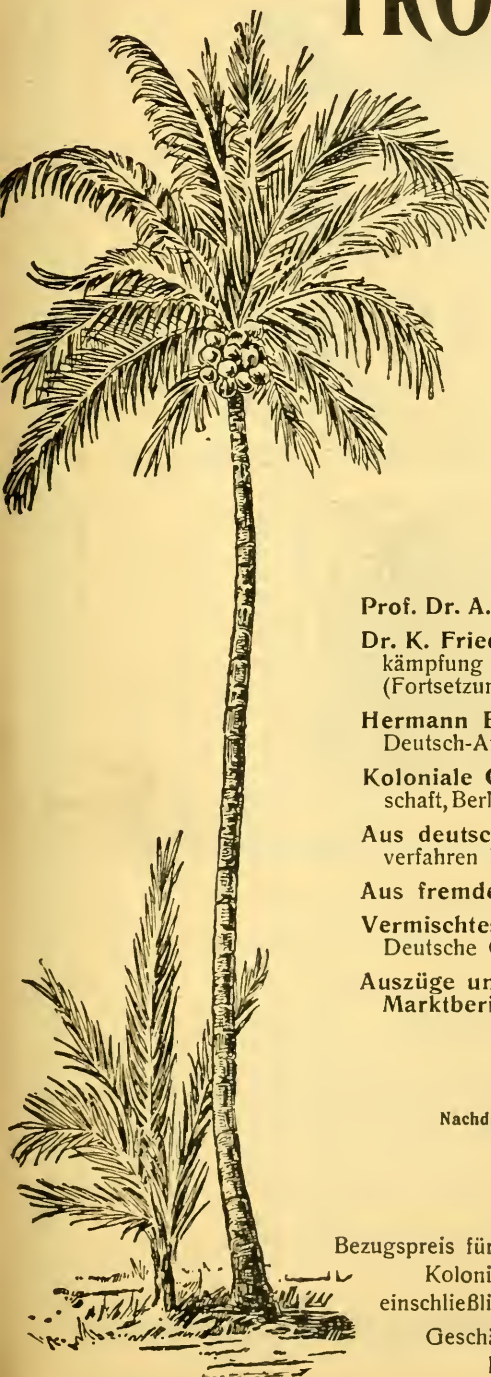 TRO
Prof. Dr. A.
Dr. K. Fried
kämpfung
(Fortsetzun
Hermann
Deutsch-A
Koloniale
schaft, Berl
Aus deutsc
verfahren
Aus fremde
Vermischte
Deutsche
Auszüge un
Marktberi
Nachd
Bezugspreis für
Koloni
einschließli
Geschä